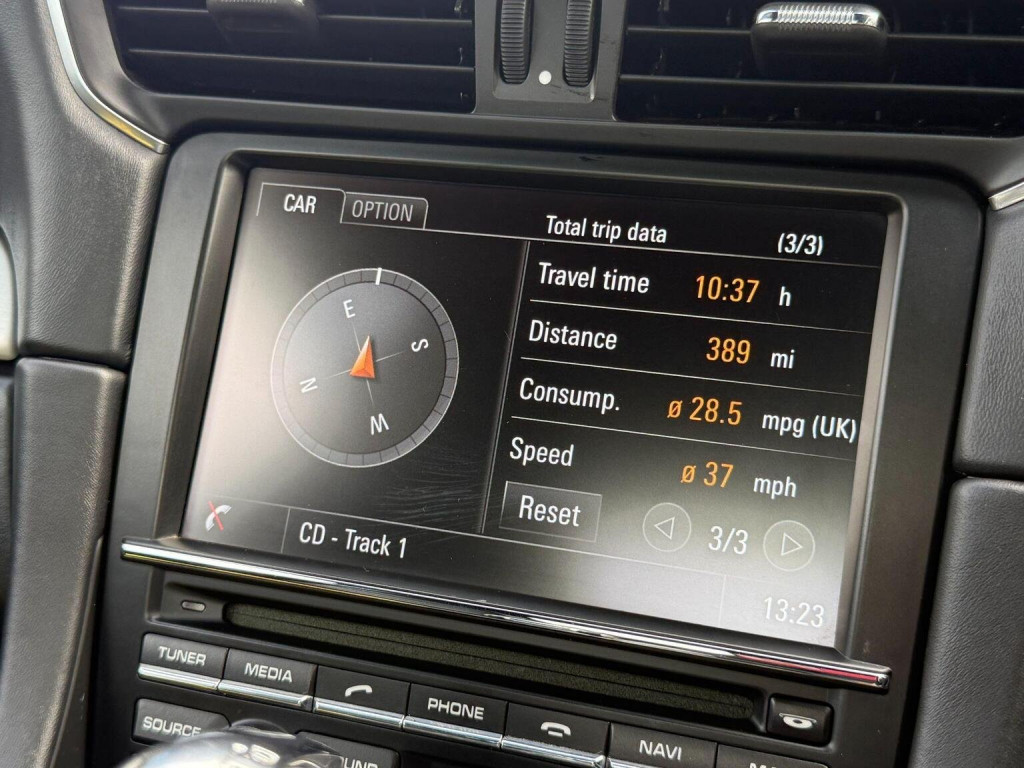 CAR OPTION
Total trip data (3/3)
Travel time 10:37 h
Distance 389 mi
Consump. ø 28.5 mpg (UK)
Speed ø 37 mph
Reset 3/3
E
S
N
W
CD - Track 1
13:23
TUNER MEDIA PHONE NAVI
SOURCE